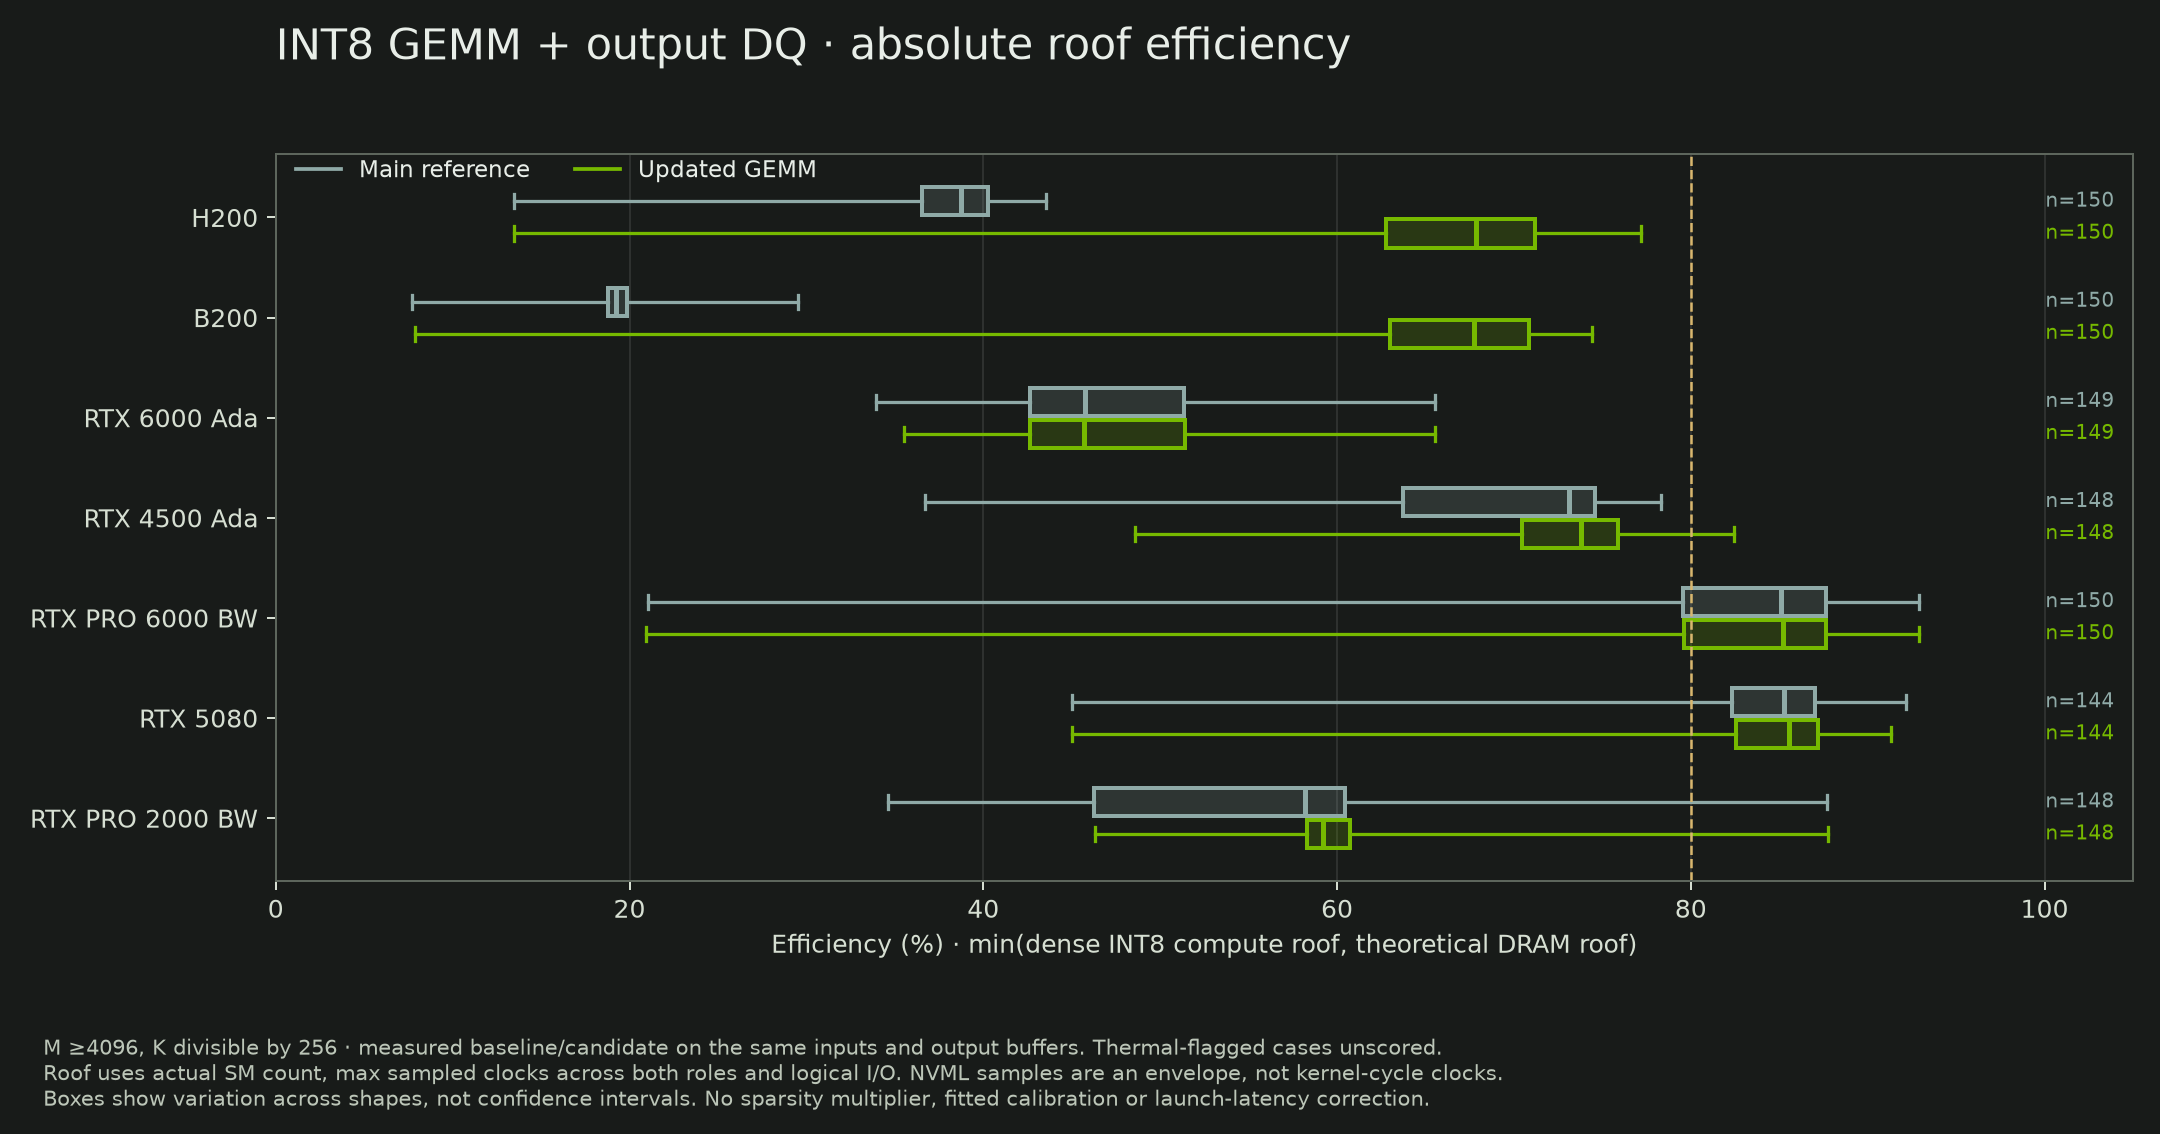 INT8 GEMM + output DQ · absolute roof efficiency
Main reference
Updated GEMM
H200
n=150
n=150
B200
n=150
n=150
RTX 6000 Ada
n=149
n=149
RTX 4500 Ada
n=148
n=148
RTX PRO 6000 BW
n=150
n=150
RTX 5080
n=144
n=144
RTX PRO 2000 BW
n=148
n=148
0 20 40 60 80 100
Efficiency (%) · min(dense INT8 compute roof, theoretical DRAM roof)
M ≥4096, K divisible by 256 · measured baseline/candidate on the same inputs and output buffers. Thermal-flagged cases unscored.
Roof uses actual SM count, max sampled clocks across both roles and logical I/O. NVML samples are an envelope, not kernel-cycle clocks.
Boxes show variation across shapes, not confidence intervals. No sparsity multiplier, fitted calibration or launch-latency correction.